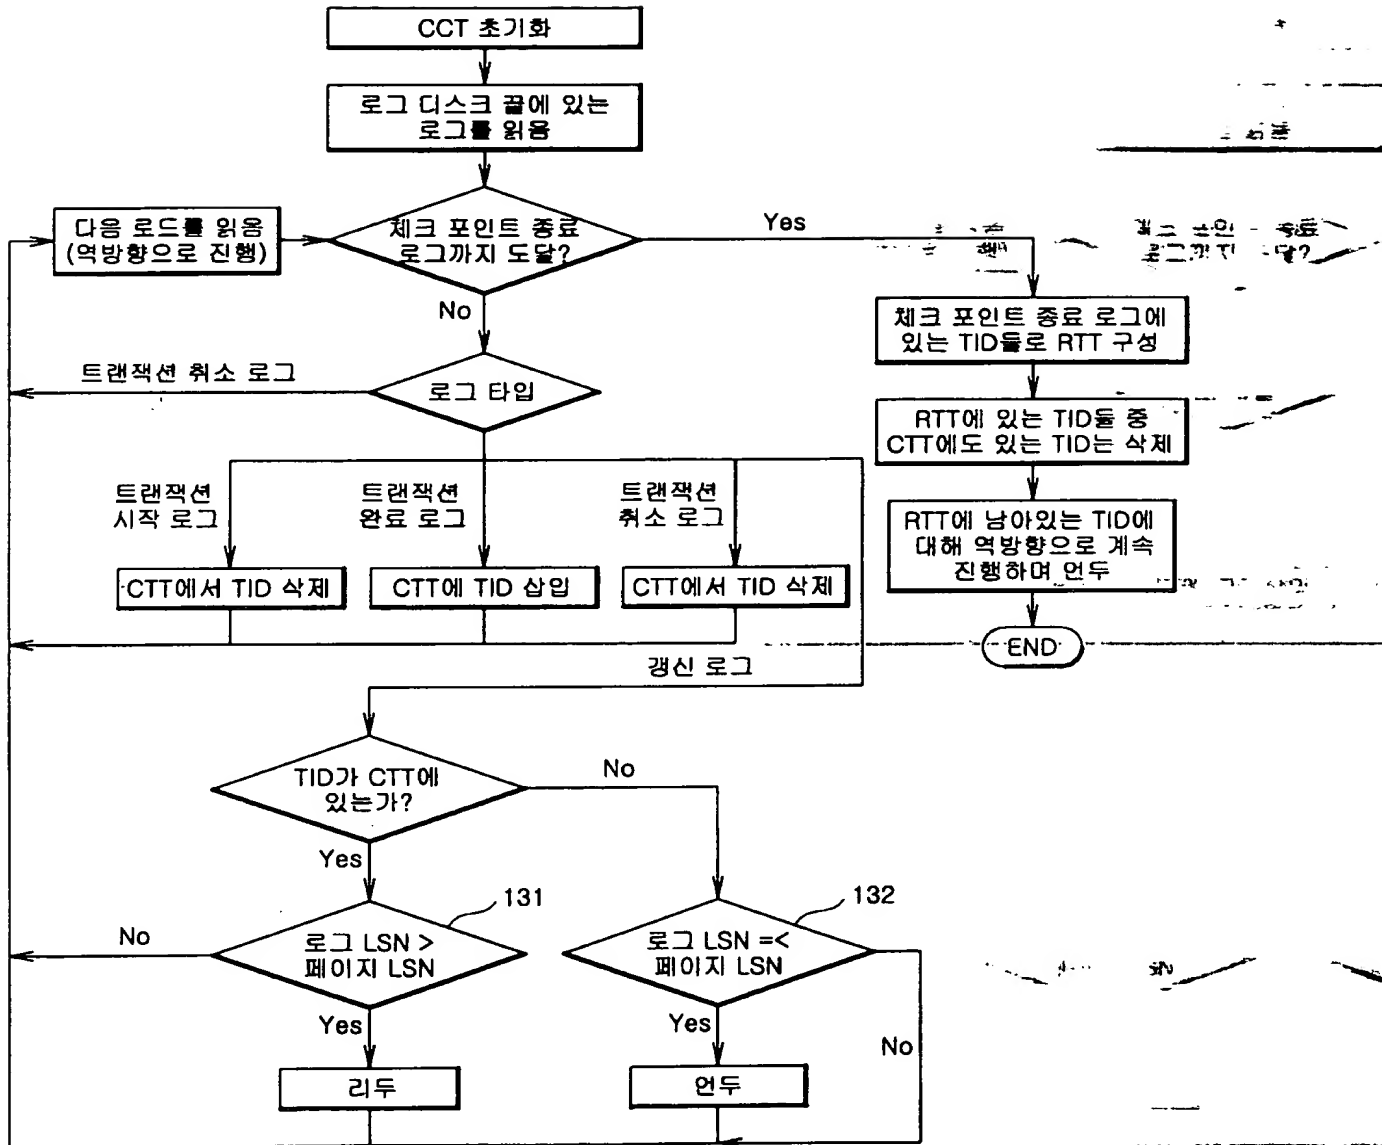 CCT 초기화
로그 디스크 끝에 있는
로그를 읽음
다음 로드를 읽음
(역방향으로 진행)
체크 포인트 종료
로그까지 도달?
Yes
No
체크 포인트 종료 로그에
있는 TID들로 RTT 구성
트랜잭션 취소 로그
로그 타입
RTT에 있는 TID들 중
CTT에도 있는 TID는 삭제
트랜잭션
시작 로그
트랜잭션
완료 로그
트랜잭션
취소 로그
RTT에 남아있는 TID에
대해 역방향으로 계속
진행하며 언두
CTT에서 TID 삭제
CTT에 TID 삽입
CTT에서 TID 삭제
END
갱신 로그
TID가 CTT에
있는가?
No
Yes
131
132
No
로그 LSN >
페이지 LSN
로그 LSN =<
페이지 LSN
Yes
Yes
No
리두
언두